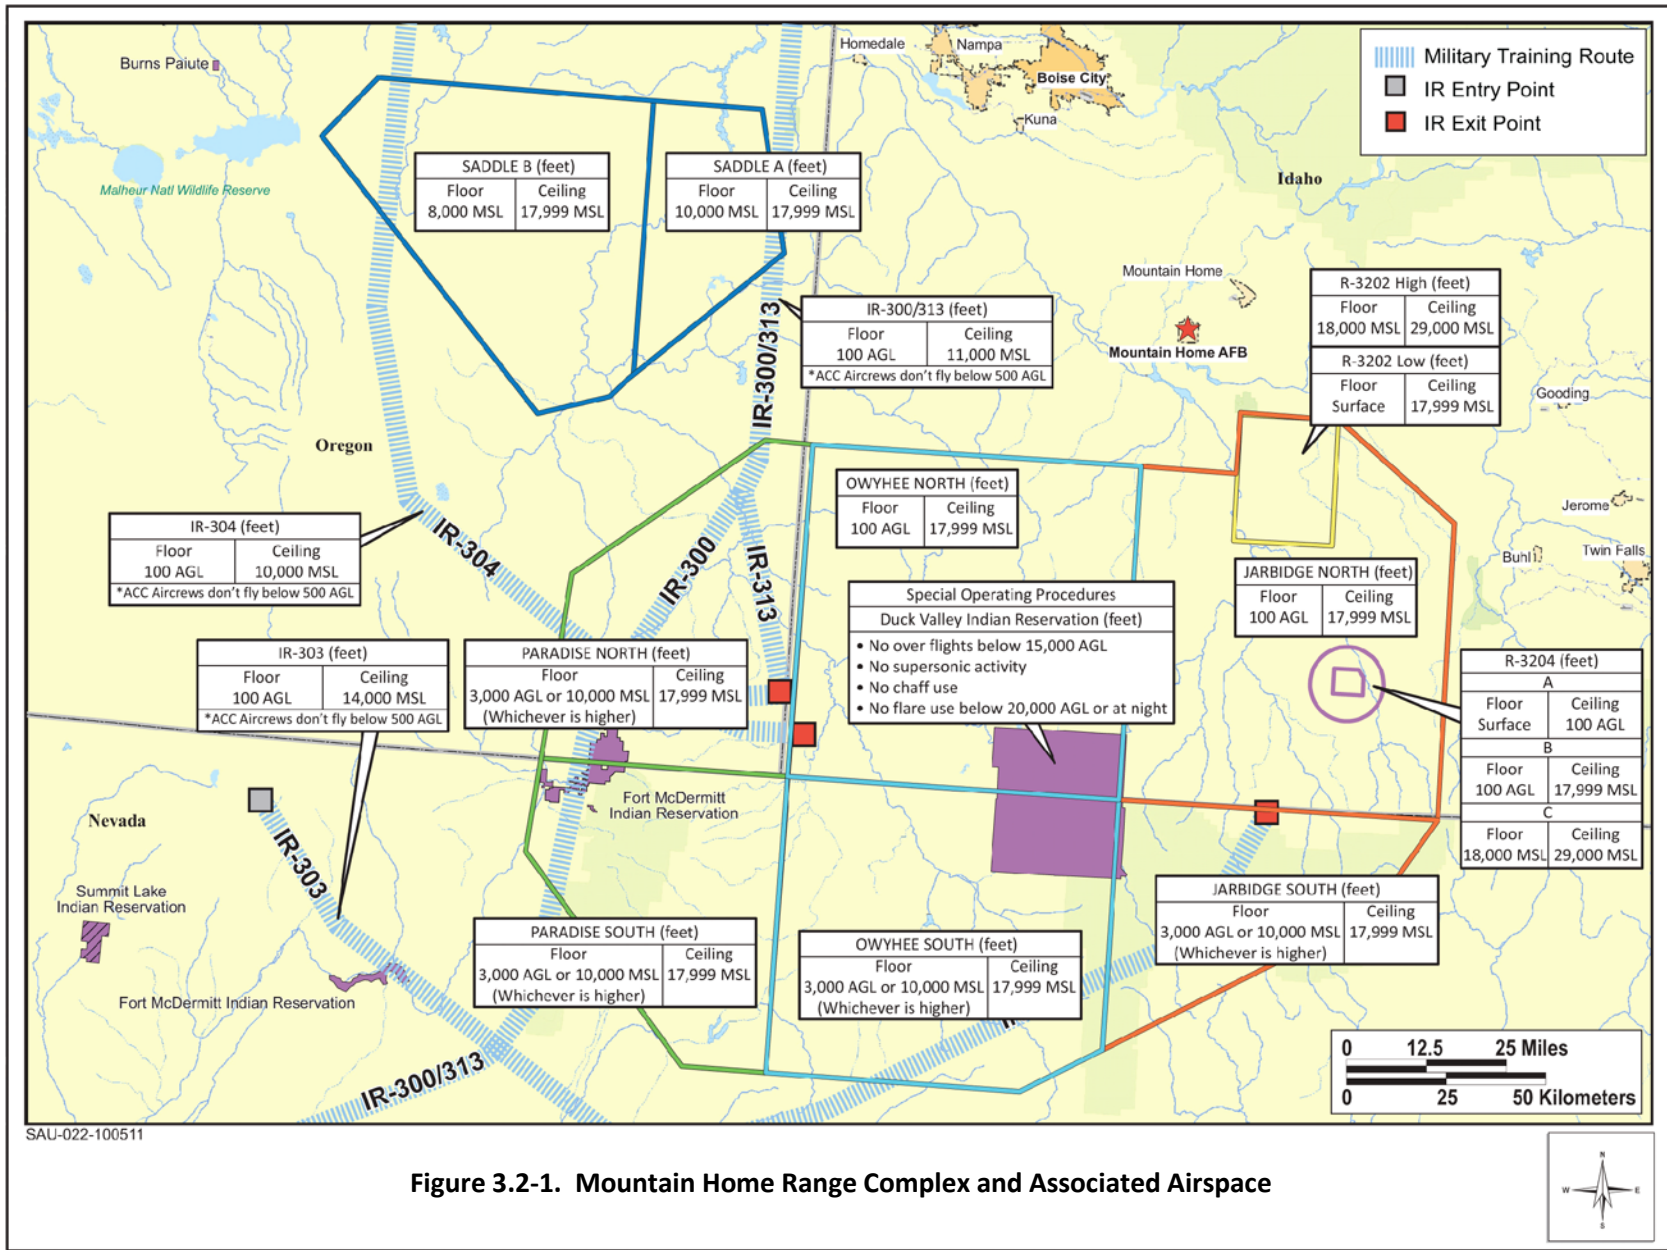 Burns Paiute
Malheur Natl Wildlife Reserve
Homedale
Nampa
Boise City
Kuna
Military Training Route
IR Entry Point
IR Exit Point
Idaho
SADDLE B (feet)
Floor Ceiling
8,000 MSL 17,999 MSL
SADDLE A (feet)
Floor Ceiling
10,000 MSL 17,999 MSL
Mountain Home
Mountain Home AFB
R-3202 High (feet)
Floor Ceiling
18,000 MSL 29,000 MSL
R-3202 Low (feet)
Floor Ceiling
Surface 17,999 MSL
IR-300/313 (feet)
Floor Ceiling
100 AGL 11,000 MSL
*ACC Aircrews don't fly below 500 AGL
IR-300/313
Gooding
Jerome
Buhl
Twin Falls
Oregon
IR-304 (feet)
Floor Ceiling
100 AGL 10,000 MSL
*ACC Aircrews don't fly below 500 AGL
IR-304
IR-300
IR-313
OWYHEE NORTH (feet)
Floor Ceiling
100 AGL 17,999 MSL
JARBIDGE NORTH (feet)
Floor Ceiling
100 AGL 17,999 MSL
Special Operating Procedures
Duck Valley Indian Reservation (feet)
• No over flights below 15,000 AGL
• No supersonic activity
• No chaff use
• No flare use below 20,000 AGL or at night
IR-303 (feet)
Floor Ceiling
100 AGL 14,000 MSL
*ACC Aircrews don't fly below 500 AGL
PARADISE NORTH (feet)
Floor Ceiling
3,000 AGL or 10,000 MSL 17,999 MSL
(Whichever is higher)
R-3204 (feet)
A
Floor Ceiling
Surface 100 AGL
B
Floor Ceiling
100 AGL 17,999 MSL
C
Floor Ceiling
18,000 MSL 29,000 MSL
Fort McDermitt
Indian Reservation
Nevada
IR-303
Summit Lake
Indian Reservation
Fort McDermitt Indian Reservation
PARADISE SOUTH (feet)
Floor Ceiling
3,000 AGL or 10,000 MSL 17,999 MSL
(Whichever is higher)
OWYHEE SOUTH (feet)
Floor Ceiling
3,000 AGL or 10,000 MSL 17,999 MSL
(Whichever is higher)
JARBIDGE SOUTH (feet)
Floor Ceiling
3,000 AGL or 10,000 MSL 17,999 MSL
(Whichever is higher)
IR-300/313
0 12.5 25 Miles
0 25 50 Kilometers
SAU-022-100511
Figure 3.2-1. Mountain Home Range Complex and Associated Airspace
N
W E
S